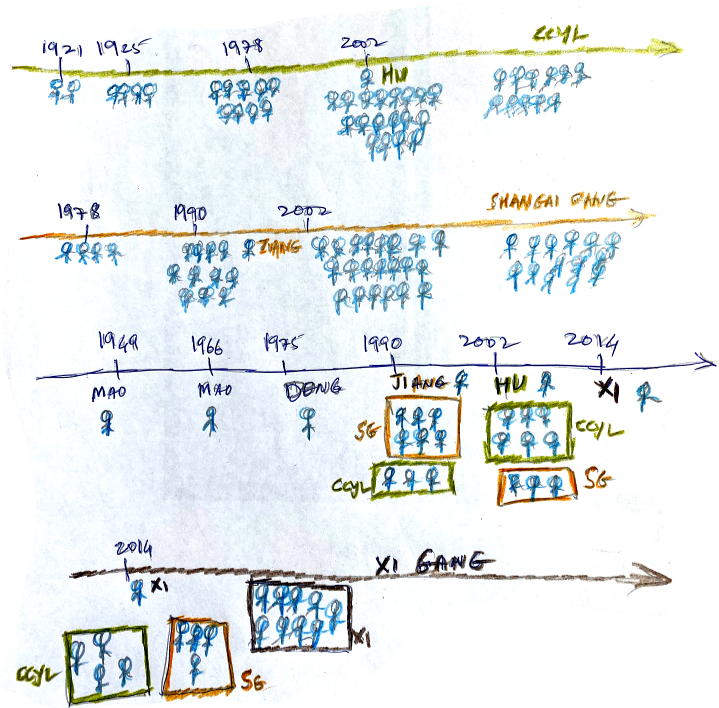 1921 1925 1978 2002 CCYL
HU
1978 1990 2002 SHANGAI GANG
ZIANG
1949 1966 1975 1990 2002 2014
MAO MAO DENG JIANG HU XI
SG CCYL
CCYL SG
2014 XI GANG
XI
XI
CCYL SG